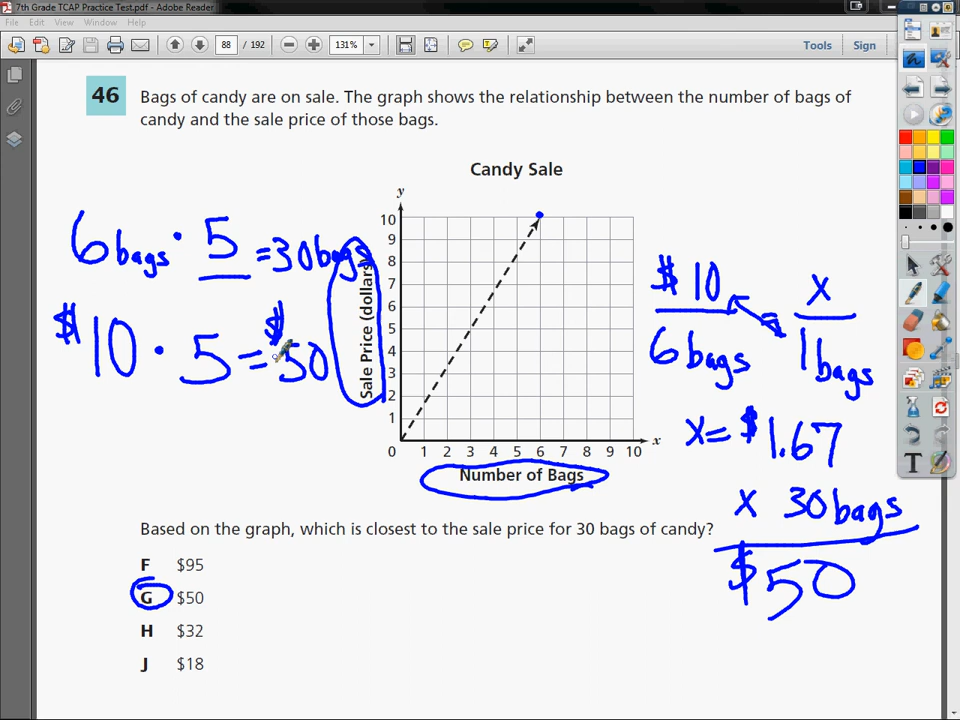 7th Grade TCAP Practice Test.pdf - Adobe Reader
File Edit View Window Help
88 / 192 131% Tools Sign
46 Bags of candy are on sale. The graph shows the relationship between the number of bags of
candy and the sale price of those bags.
Candy Sale
y
10
9
8
7
6
5
4
3
2
1
0 1 2 3 4 5 6 7 8 9 10 x
Sale Price (dollars)
Number of Bags
6 bags · 5 = 30 bags
$10 · 5 = $50
$10 = x
6 bags 1 bags
x = $1.67
x 30 bags
$50
Based on the graph, which is closest to the sale price for 30 bags of candy?
F $95
G $50
H $32
J $18
T